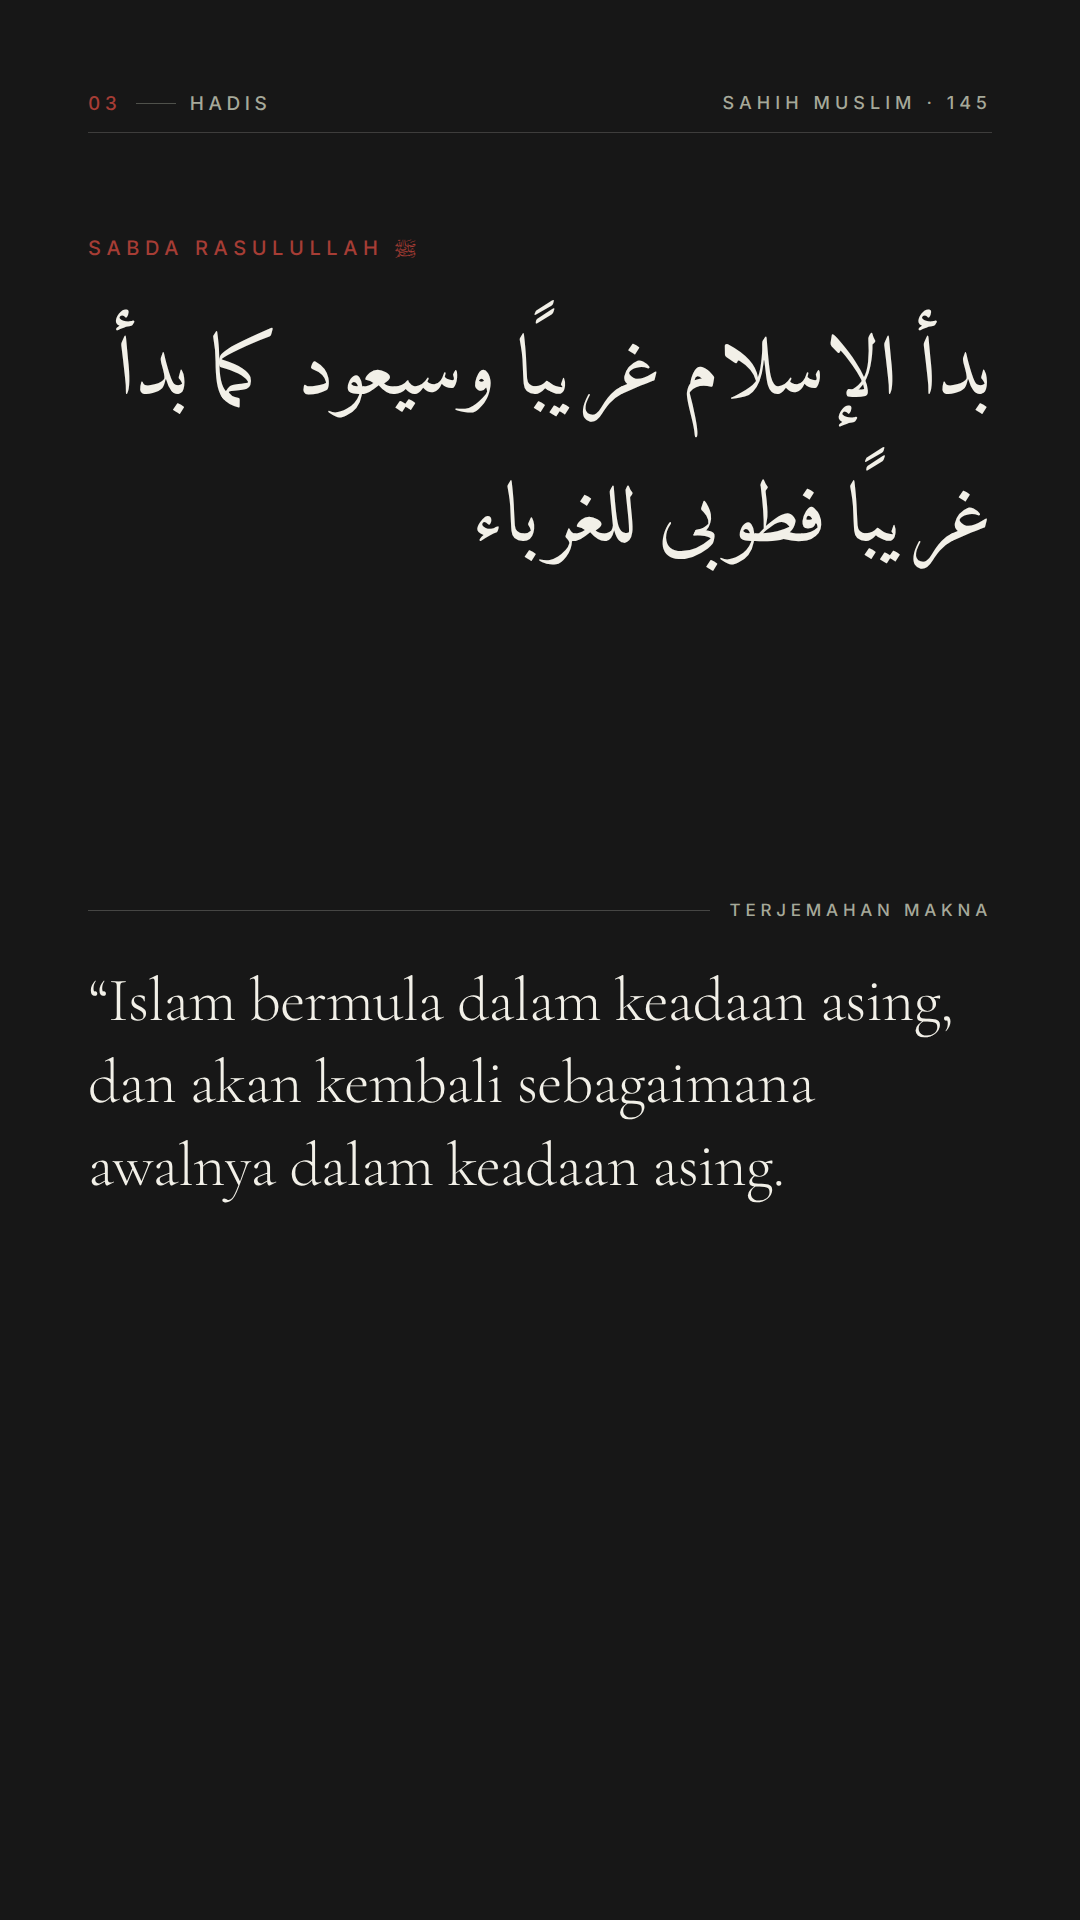 03 — HADIS
SAHIH MUSLIM · 145
SABDA RASULULLAH ﷺ
بدأ الإسلام غريبًا وسيعود كما بدأ
غريبًا فطوبى للغرباء
TERJEMAHAN MAKNA
“Islam bermula dalam keadaan asing,
dan akan kembali sebagaimana
awalnya dalam keadaan asing.